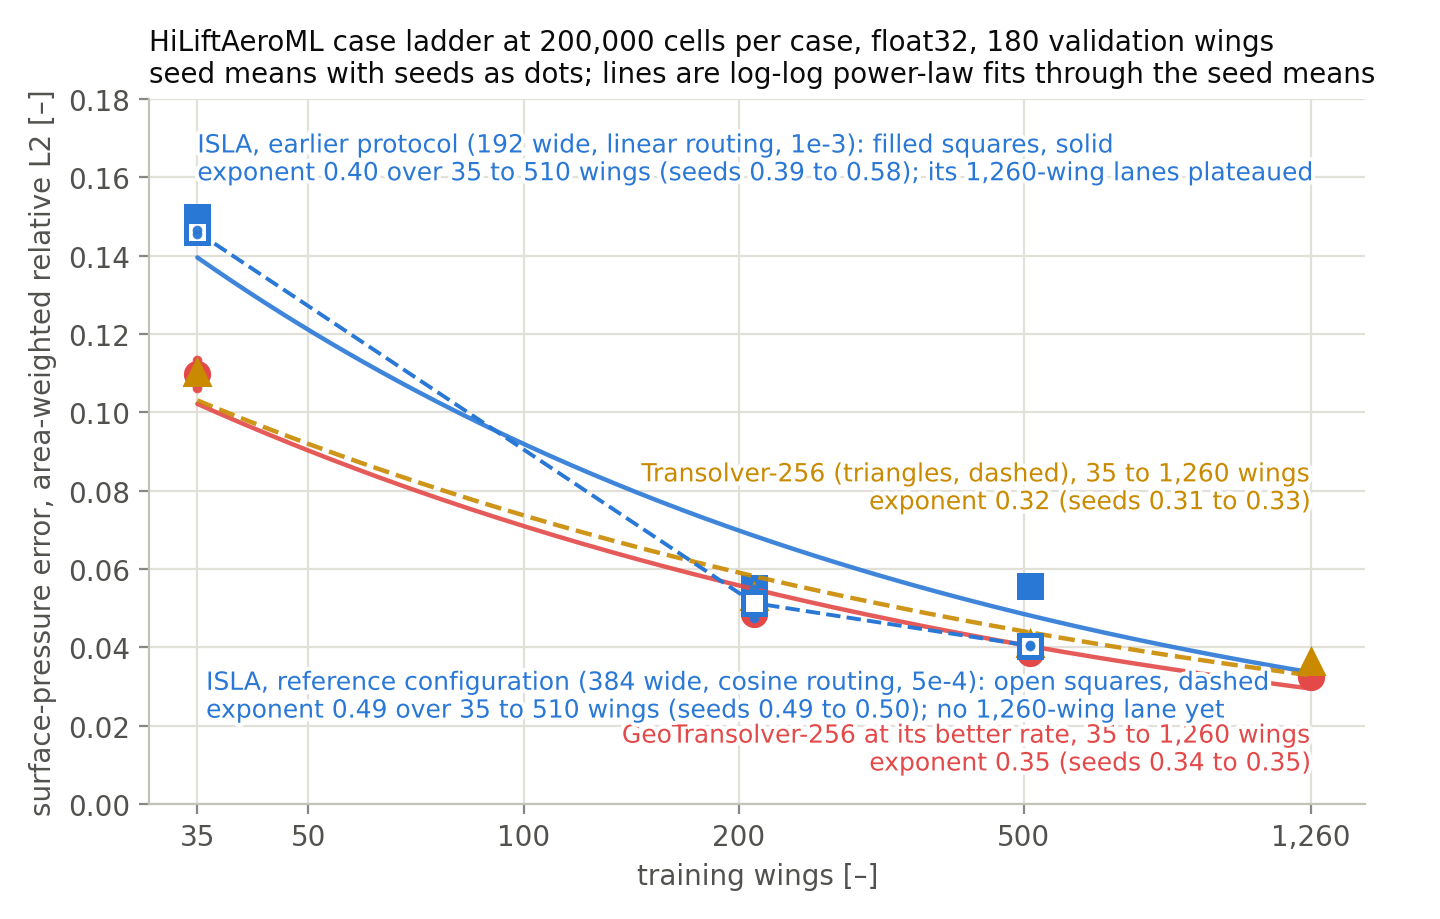 HiLiftAeroML case ladder at 200,000 cells per case, float32, 180 validation wings
seed means with seeds as dots; lines are log-log power-law fits through the seed means
surface-pressure error, area-weighted relative L2 [–]
0.18
0.16
0.14
0.12
0.10
0.08
0.06
0.04
0.02
0.00
ISLA, earlier protocol (192 wide, linear routing, 1e-3): filled squares, solid
exponent 0.40 over 35 to 510 wings (seeds 0.39 to 0.58); its 1,260-wing lanes plateaued
Transolver-256 (triangles, dashed), 35 to 1,260 wings
exponent 0.32 (seeds 0.31 to 0.33)
ISLA, reference configuration (384 wide, cosine routing, 5e-4): open squares, dashed
exponent 0.49 over 35 to 510 wings (seeds 0.49 to 0.50); no 1,260-wing lane yet
GeoTransolver-256 at its better rate, 35 to 1,260 wings
exponent 0.35 (seeds 0.34 to 0.35)
35
50
100
200
500
1,260
training wings [–]